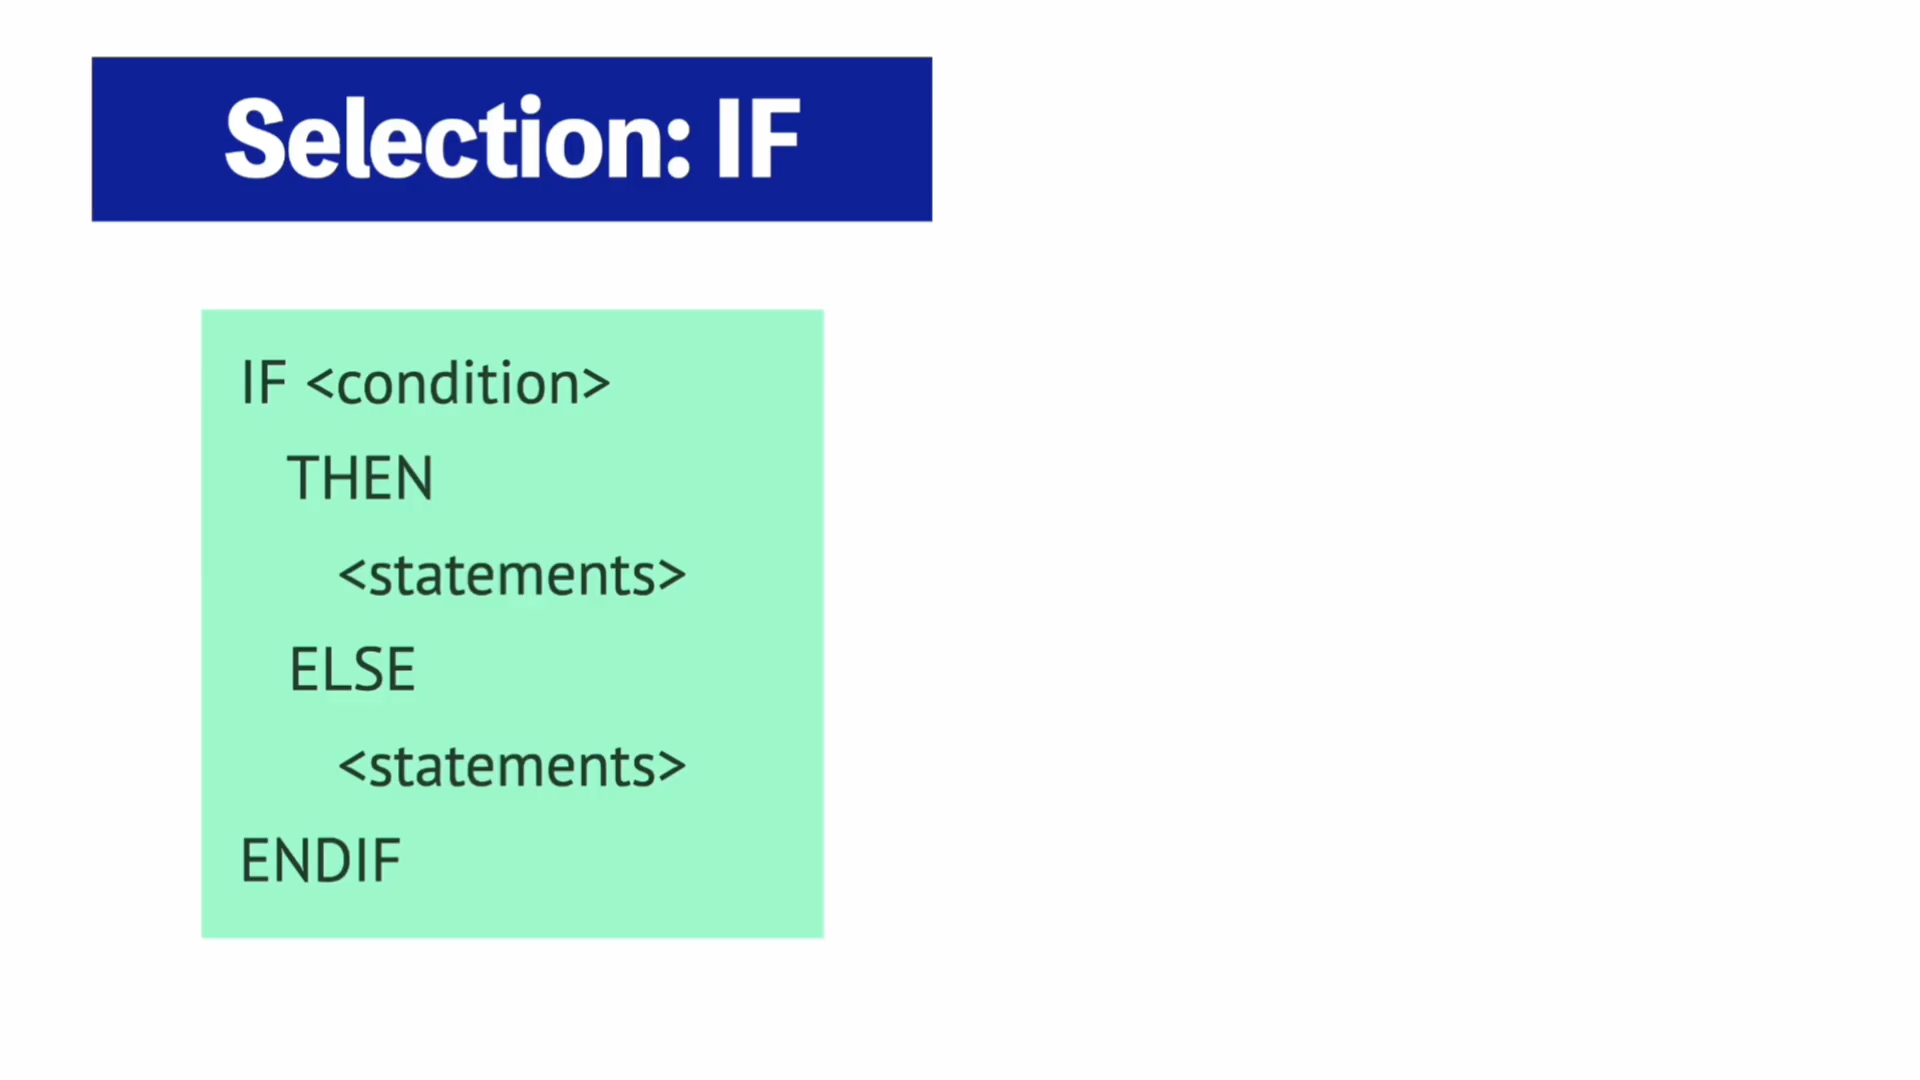 Selection: IF
IF <condition>
THEN
<statements>
ELSE
<statements>
ENDIF